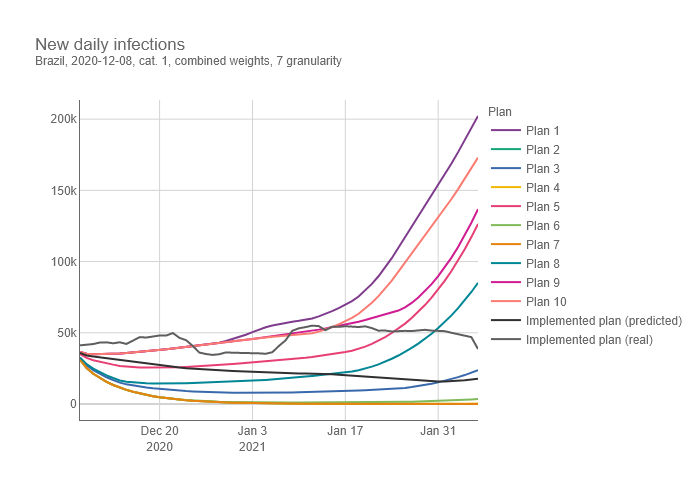 New daily infections
Brazil, 2020-12-08, cat. 1, combined weights, 7 granularity
200k
150k
100k
50k
0
Dec 20
2020
Jan 3
2021
Jan 17
Jan 31
Plan
Plan 1
Plan 2
Plan 3
Plan 4
Plan 5
Plan 6
Plan 7
Plan 8
Plan 9
Plan 10
Implemented plan (predicted)
Implemented plan (real)